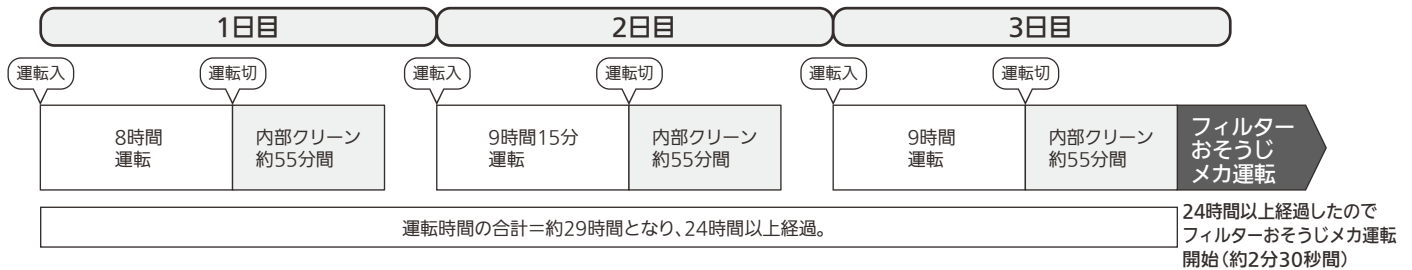 1日目
2日目
3日目
運転入
運転切
運転入
運転切
運転入
運転切
8時間
運転
内部クリーン
約55分間
9時間15分
運転
内部クリーン
約55分間
9時間
運転
内部クリーン
約55分間
フィルター
おそうじ
メカ運転
運転時間の合計＝約29時間となり、24時間以上経過。
24時間以上経過したので
フィルターおそうじメカ運転
開始（約2分30秒間）